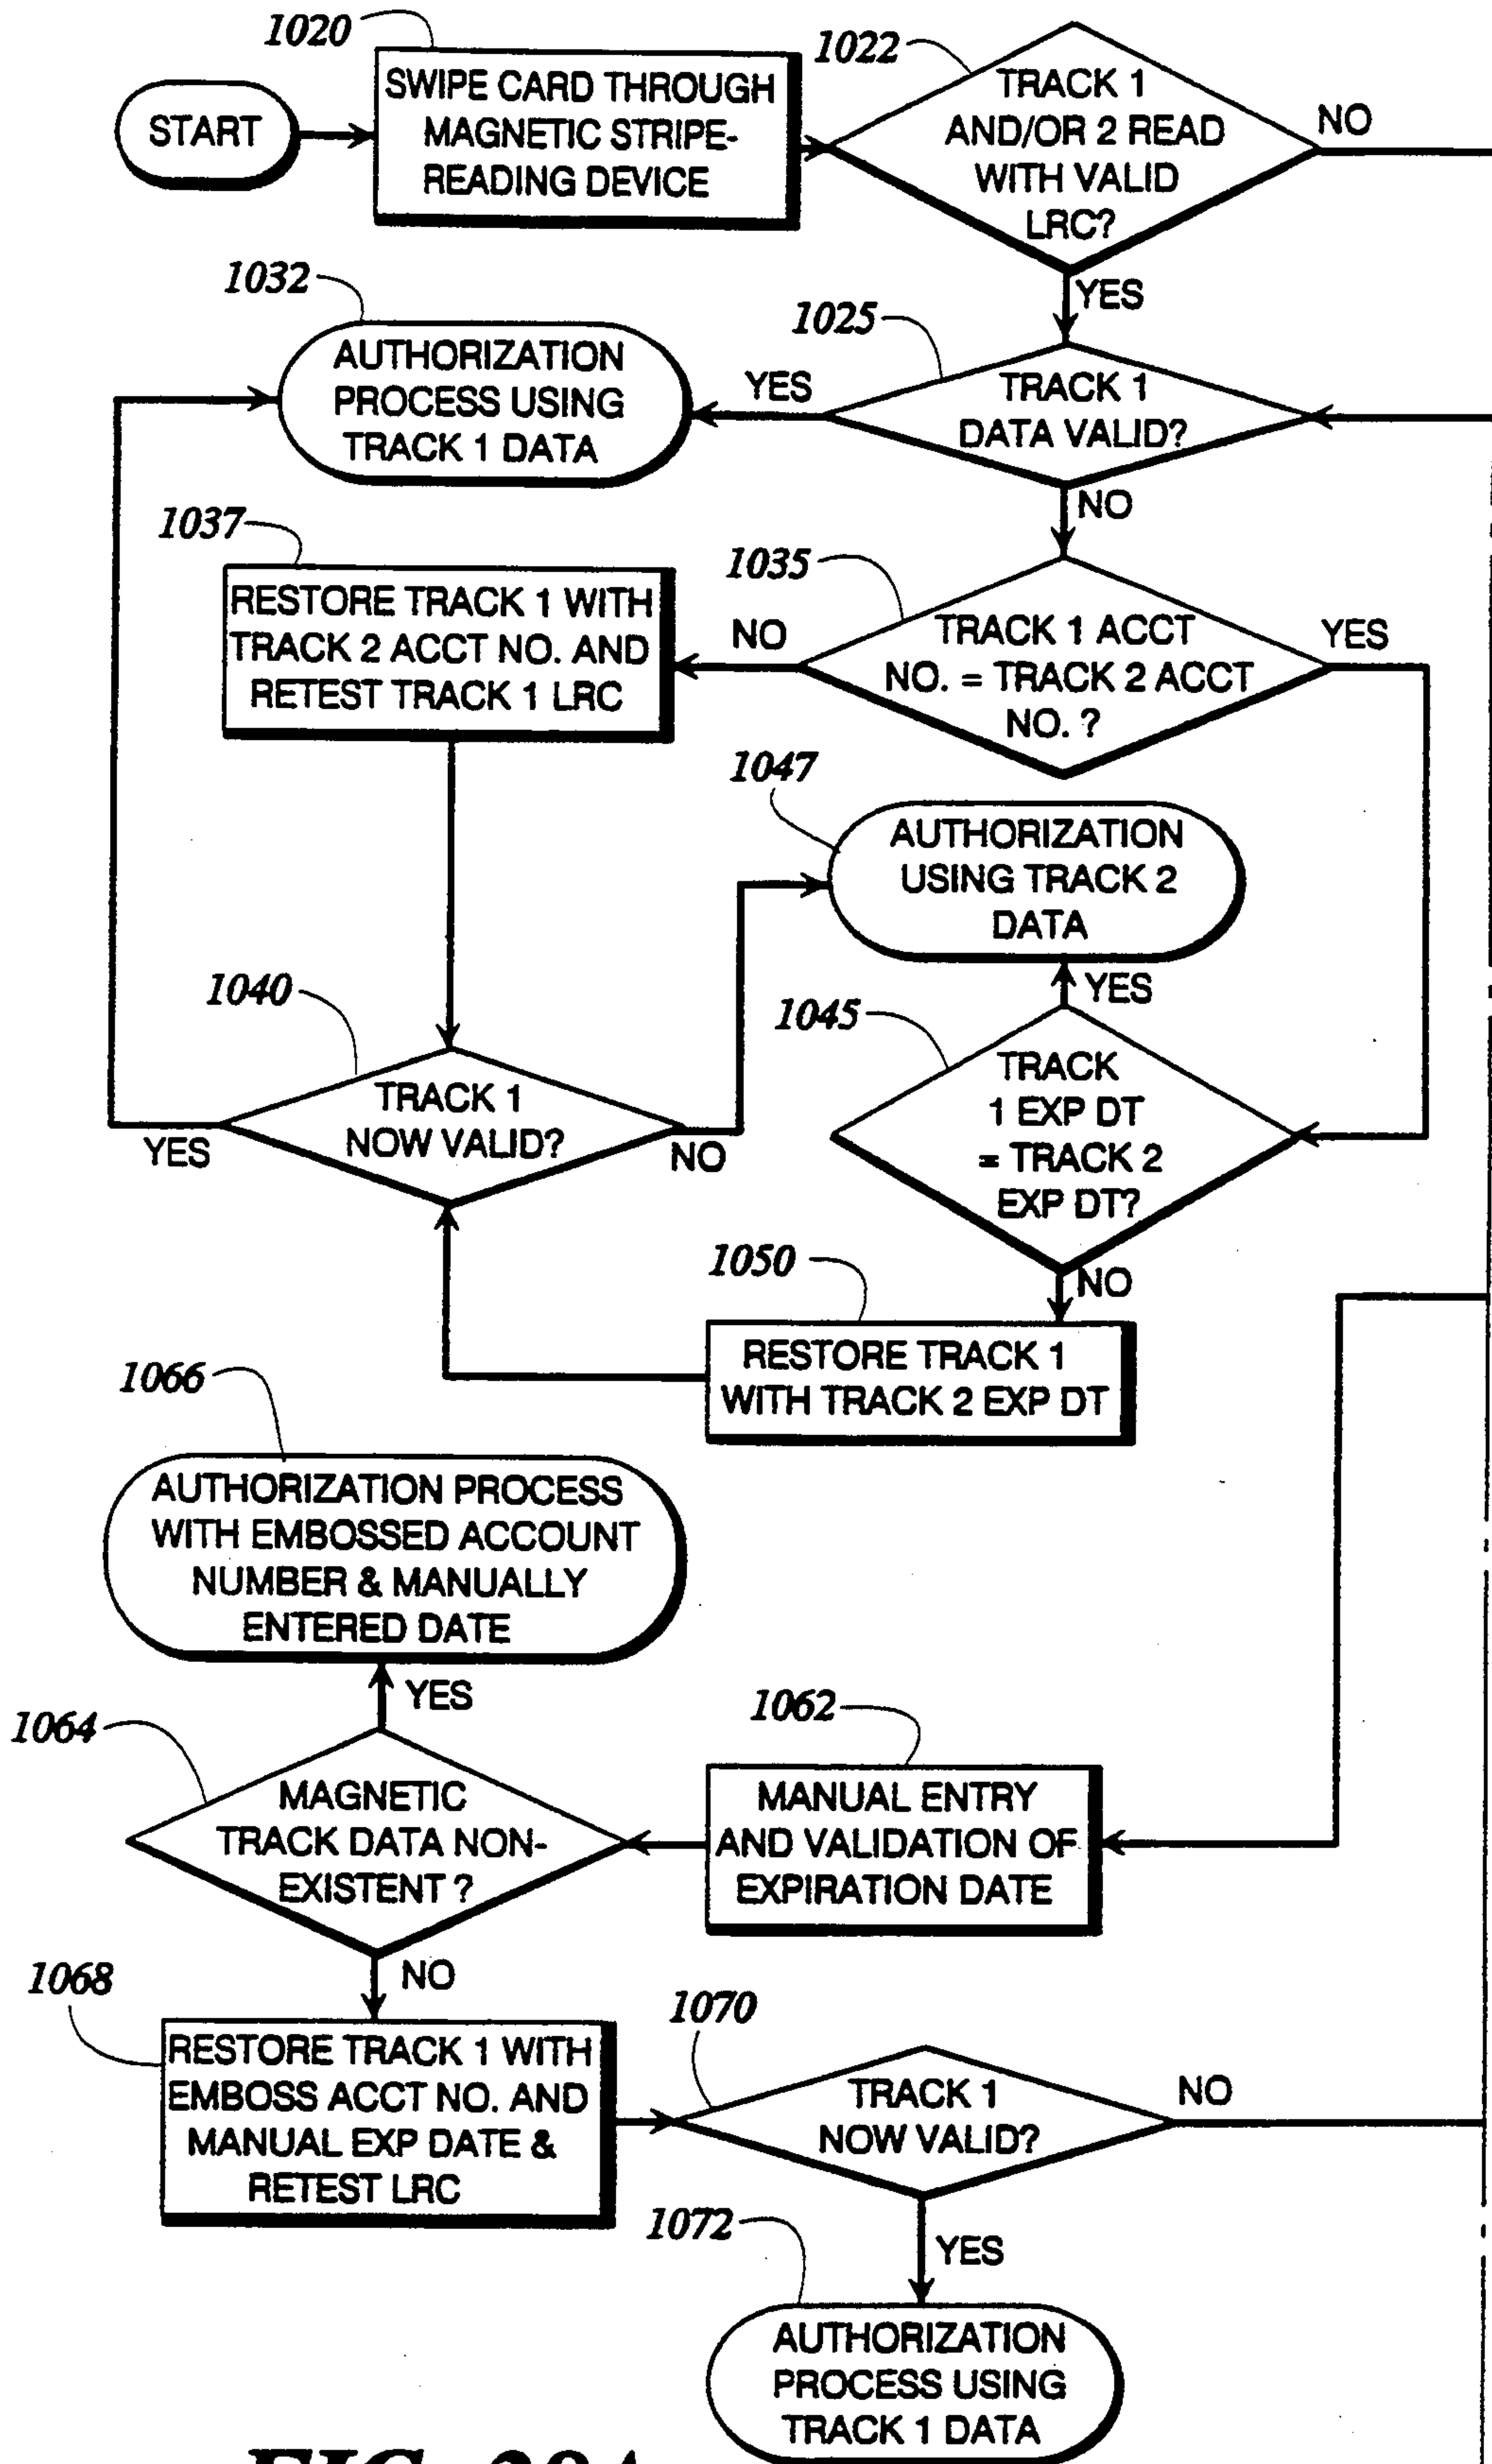 1020
SWIPE CARD THROUGH
MAGNETIC STRIPE-
READING DEVICE
START
1022
TRACK 1
AND/OR 2 READ
WITH VALID
LRC?
NO
YES
1032
AUTHORIZATION
PROCESS USING
TRACK 1 DATA
YES
1025
TRACK 1
DATA VALID?
NO
1037
RESTORE TRACK 1 WITH
TRACK 2 ACCT NO. AND
RETEST TRACK 1 LRC
NO
1035
TRACK 1 ACCT
NO. = TRACK 2 ACCT
NO. ?
YES
1047
AUTHORIZATION
USING TRACK 2
DATA
YES
1040
TRACK 1
NOW VALID?
YES
NO
1045
TRACK
1 EXP DT
= TRACK 2
EXP DT?
NO
1050
RESTORE TRACK 1
WITH TRACK 2 EXP DT
1066
AUTHORIZATION PROCESS
WITH EMBOSSED ACCOUNT
NUMBER & MANUALLY
ENTERED DATE
YES
1064
MAGNETIC
TRACK DATA NON-
EXISTENT ?
1062
MANUAL ENTRY
AND VALIDATION OF
EXPIRATION DATE
NO
1068
RESTORE TRACK 1 WITH
EMBOSS ACCT NO. AND
MANUAL EXP DATE &
RETEST LRC
1070
TRACK 1
NOW VALID?
NO
YES
1072
AUTHORIZATION
PROCESS USING
TRACK 1 DATA